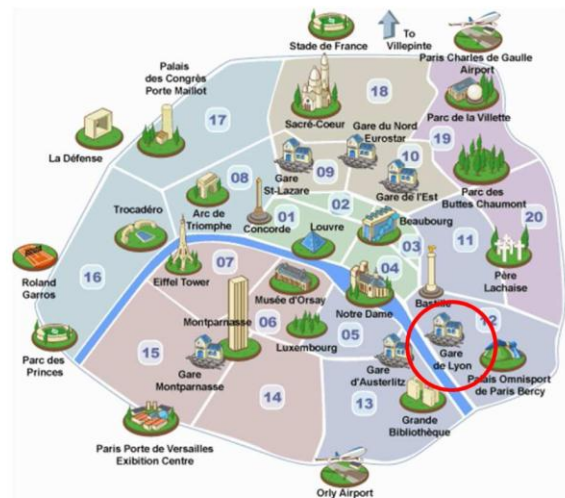 Stade de France
To
Villepinte
Paris Charles de Gaulle
Airport
Palais
des Congrès
Porte Maillot
18
17
Sacré-Coeur
Parc de la Villette
19
Gare du Nord
Eurostar
La Défense
10
09
08
Gare
St-Lazare
Gare de l'Est
Parc des
Buttes Chaumont
Trocadéro
Arc de
Triomphe
Concorde
01
02
Louvre
Beaubourg
03
11
20
Père
Lachaise
16
Roland
Garros
Eiffel Tower
07
Musée d'Orsay
04
Notre Dame
Bastille
12
Montparnasse
06
Luxembourg
05
Gare
de Lyon
Parc des
Princes
15
Gare
Montparnasse
Gare
d'Austerlitz
Palais Omnisport
de Paris Bercy
14
13
Grande
Bibliothèque
Paris Porte de Versailles
Exibition Centre
Orly Airport